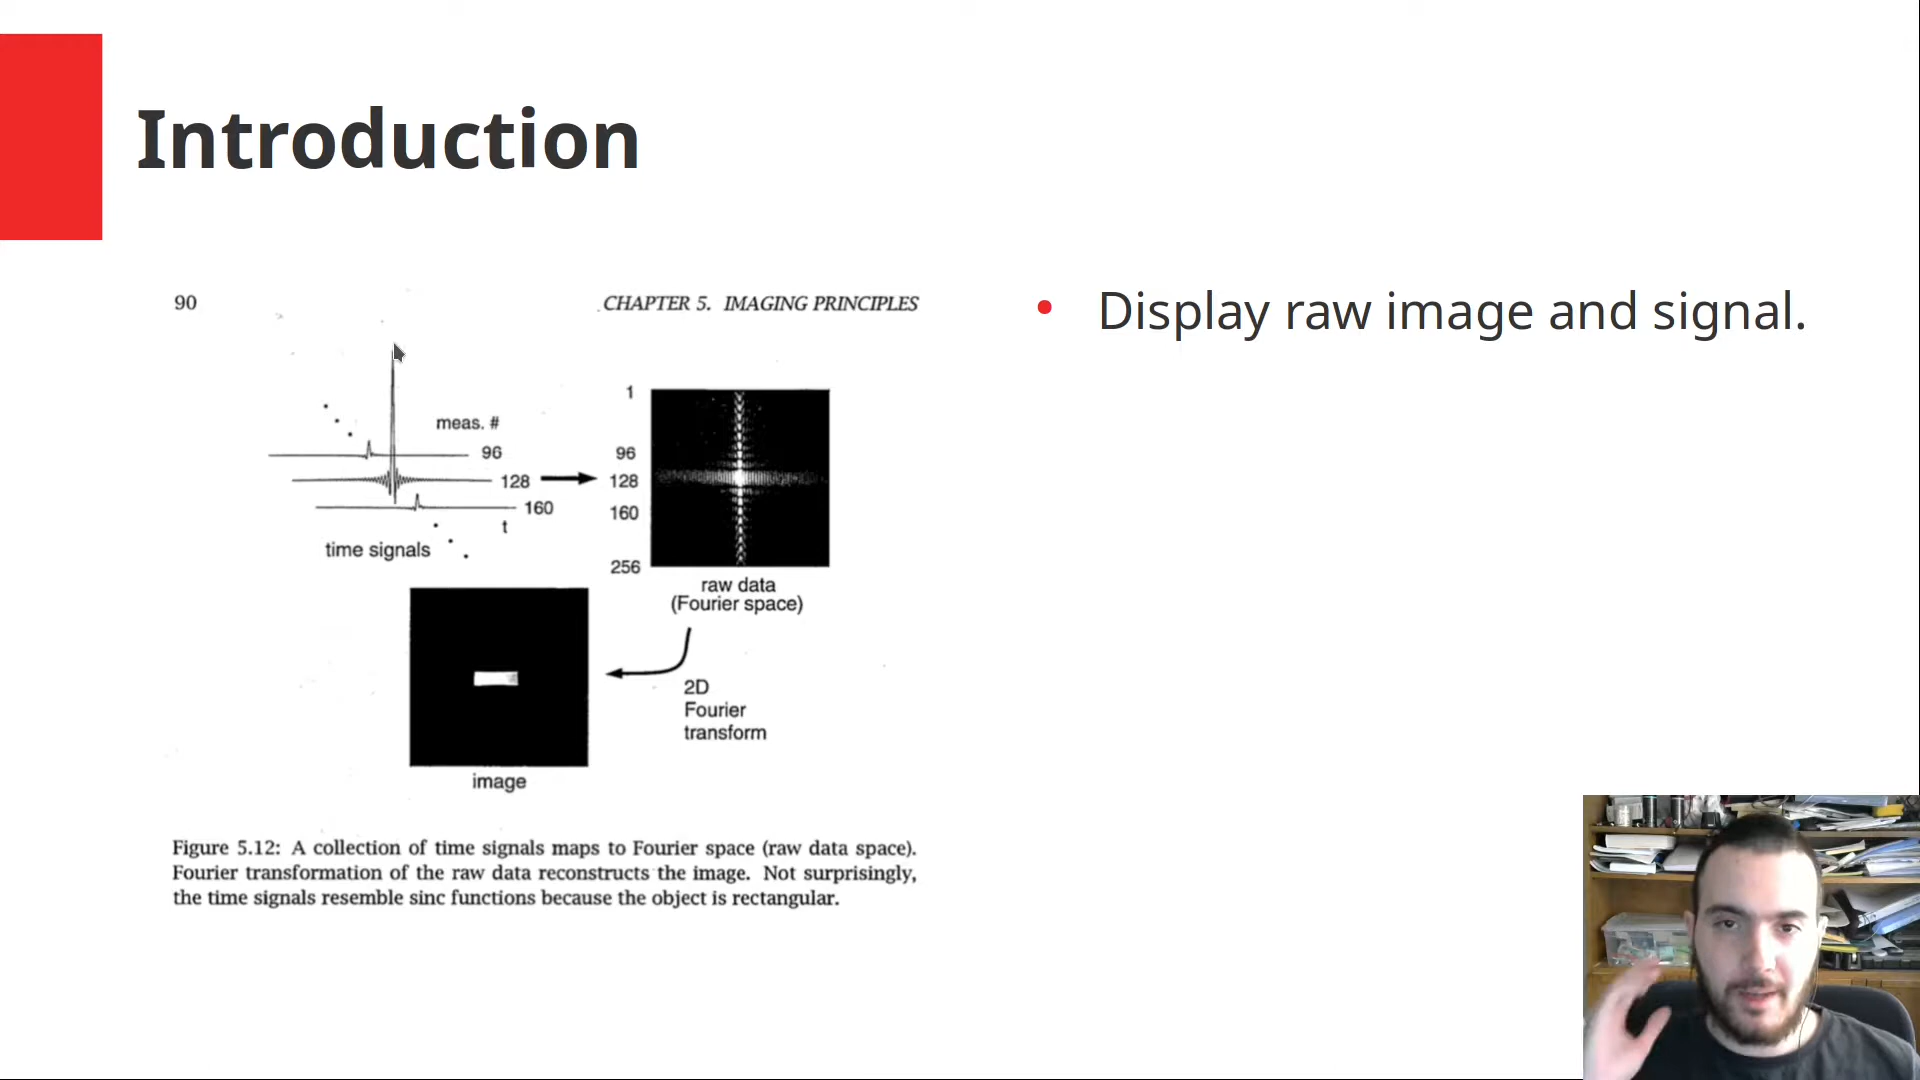 Introduction
90
CHAPTER 5. IMAGING PRINCIPLES
• Display raw image and signal.
meas. #
96
128
160
t
time signals
1
96
128
160
256
raw data
(Fourier space)
2D
Fourier
transform
image
Figure 5.12: A collection of time signals maps to Fourier space (raw data space).
Fourier transformation of the raw data reconstructs the image. Not surprisingly,
the time signals resemble sinc functions because the object is rectangular.